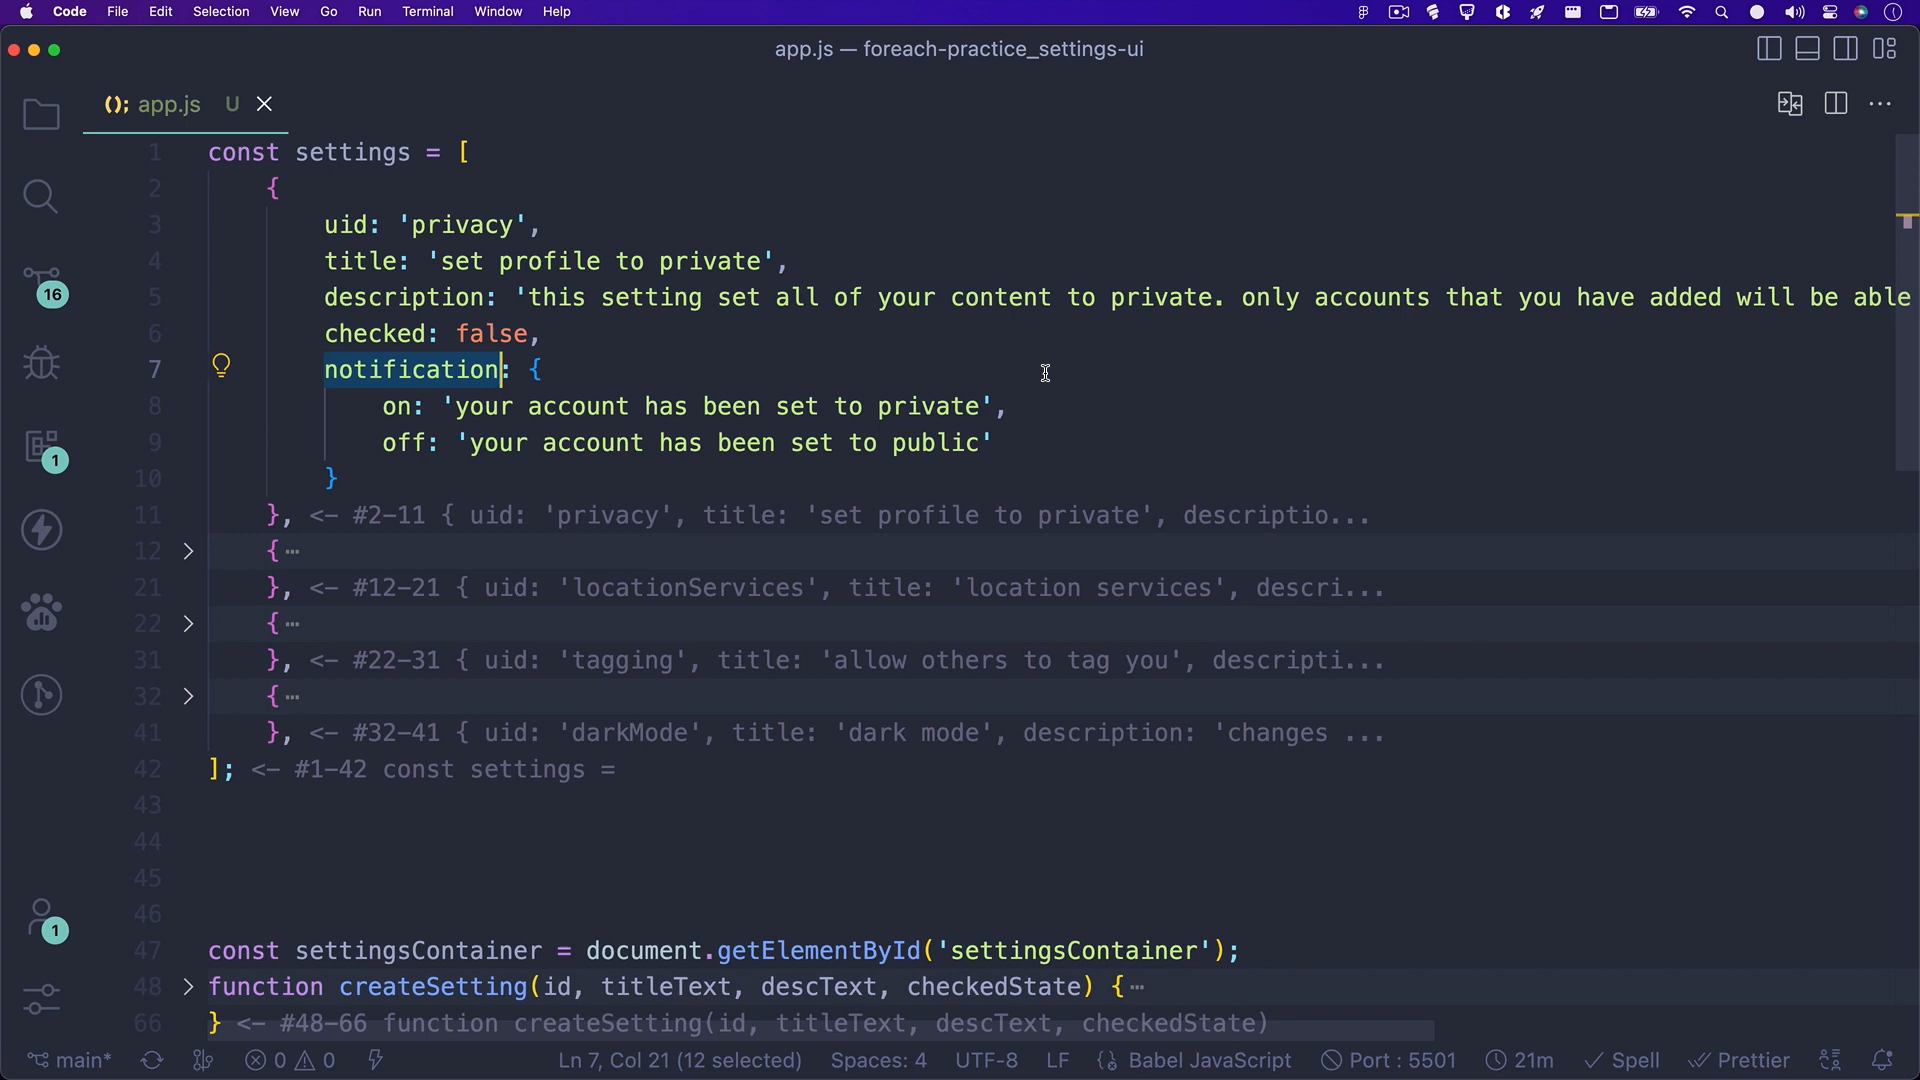 Code File Edit Selection View Go Run Terminal Window Help
app.js — foreach-practice_settings-ui
(); app.js U
1 const settings = [
2 {
3 uid: 'privacy',
4 title: 'set profile to private',
5 description: 'this setting set all of your content to private. only accounts that you have added will be able
6 checked: false,
7 notification: {
8 on: 'your account has been set to private',
9 off: 'your account has been set to public'
10 }
11 }, <— #2-11 { uid: 'privacy', title: 'set profile to private', descriptio...
12 {…
21 }, <— #12-21 { uid: 'locationServices', title: 'location services', descri...
22 {…
31 }, <— #22-31 { uid: 'tagging', title: 'allow others to tag you', descripti...
32 {…
41 }, <— #32-41 { uid: 'darkMode', title: 'dark mode', description: 'changes ...
42 ]; <— #1-42 const settings =
43
44
45
46
47 const settingsContainer = document.getElementById('settingsContainer');
48 function createSetting(id, titleText, descText, checkedState) {…
66 } <— #48-66 function createSetting(id, titleText, descText, checkedState)
16
1
1
main* 0 0 Ln 7, Col 21 (12 selected) Spaces: 4 UTF-8 LF {} Babel JavaScript Port : 5501 21m Spell Prettier